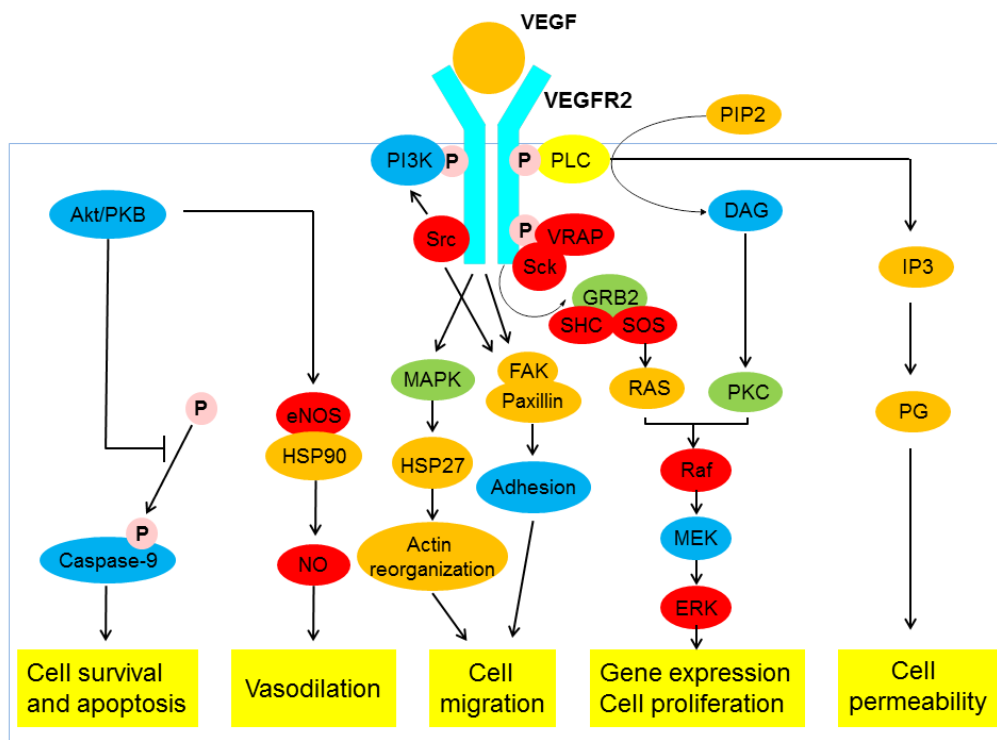 VEGF
VEGFR2
PIP2
PI3K
P
P
PLC
Akt/PKB
Src
P
VRAP
Sck
DAG
IP3
GRB2
SHC
SOS
MAPK
FAK
Paxillin
RAS
PKC
P
eNOS
HSP90
PG
HSP27
Adhesion
Raf
P
Caspase-9
NO
Actin
reorganization
MEK
ERK
Cell survival
and apoptosis
Vasodilation
Cell
migration
Gene expression
Cell proliferation
Cell
permeability